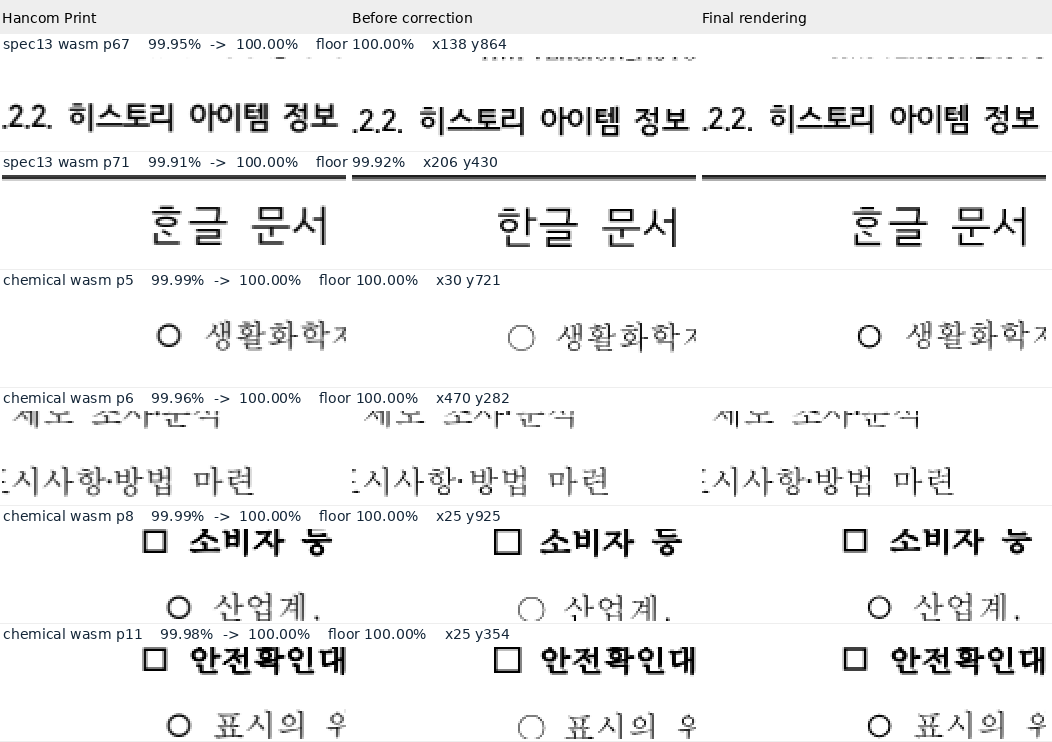 Hancom Print Before correction Final rendering
spec13 wasm p67 99.95% -> 100.00% floor 100.00% x138 y864
.2.2. 히스토리 아이템 정보 .2.2. 히스토리 아이템 정보 .2.2. 히스토리 아이템 정보
spec13 wasm p71 99.91% -> 100.00% floor 99.92% x206 y430
ᄒᆞᆫ글 문서 한글 문서 ᄒᆞᆫ글 문서
chemical wasm p5 99.99% -> 100.00% floor 100.00% x30 y721
○ 생활화학 ○ 생활화학 ○ 생활화학
chemical wasm p6 99.96% -> 100.00% floor 100.00% x470 y282
시사항·방법 마련 시사항·방법 마련 시사항·방법 마련
chemical wasm p8 99.99% -> 100.00% floor 100.00% x25 y925
□ 소비자 □ 소비자 □ 소비자
○ 산업계, ○ 산업계, ○ 산업계,
chemical wasm p11 99.98% -> 100.00% floor 100.00% x25 y354
□ 안전확인대 □ 안전확인대 □ 안전확인대
○ 표시의 ○ 표시의 ○ 표시의